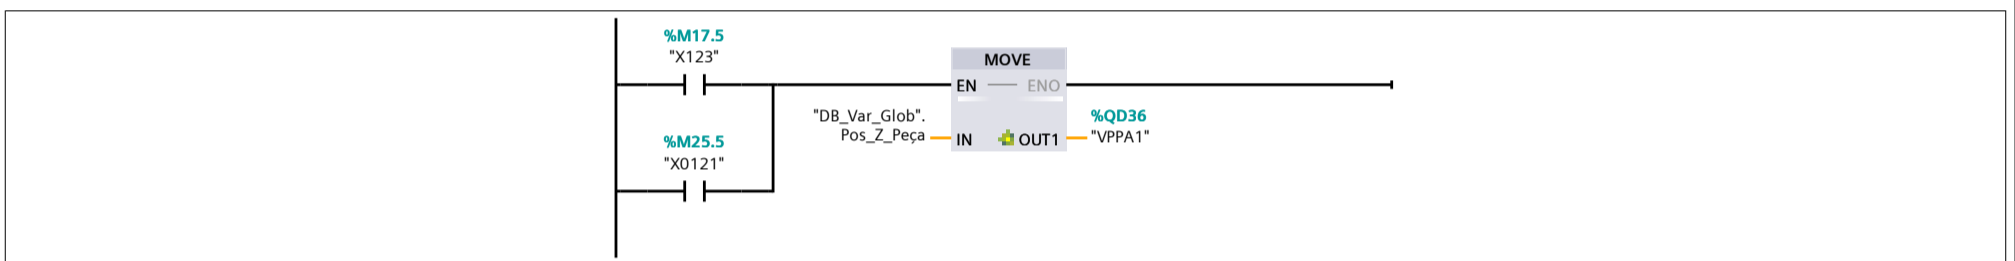 %M17.5
"X123"
MOVE
EN
ENO
"DB_Var_Glob".
Pos_Z_Peça
IN
OUT1
%QD36
"VPPA1"
%M25.5
"X0121"